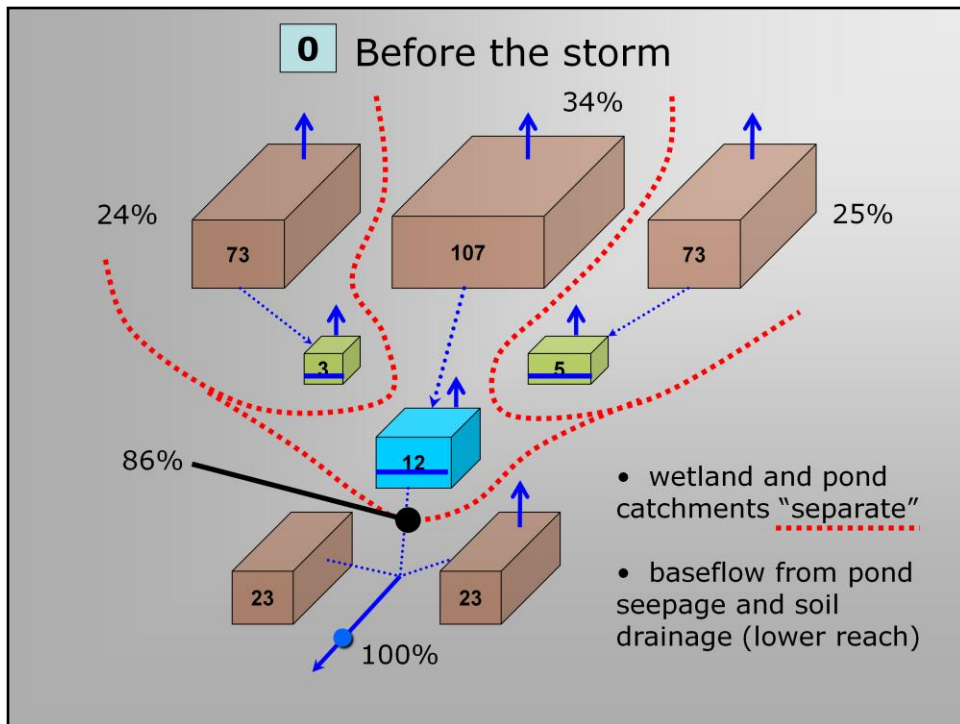 0 Before the storm
34%
24%
25%
73
107
73
3
5
12
86%
• wetland and pond
catchments “separate”
• baseflow from pond
seepage and soil
drainage (lower reach)
23
23
100%